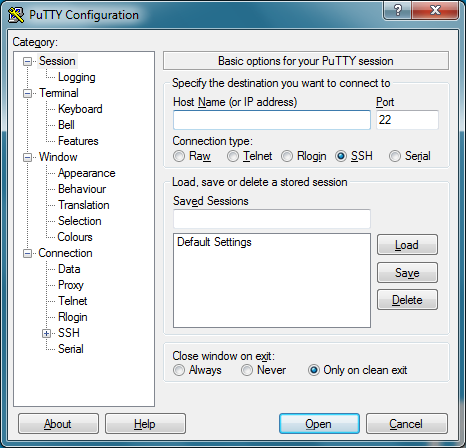 PuTTY Configuration
Category:
Session
Logging
Terminal
Keyboard
Bell
Features
Window
Appearance
Behaviour
Translation
Selection
Colours
Connection
Data
Proxy
Telnet
Rlogin
SSH
Serial
Basic options for your PuTTY session
Specify the destination you want to connect to
Host Name (or IP address) Port
22
Connection type:
Raw Telnet Rlogin SSH Serial
Load, save or delete a stored session
Saved Sessions
Default Settings
Load
Save
Delete
Close window on exit:
Always Never Only on clean exit
About Help Open Cancel